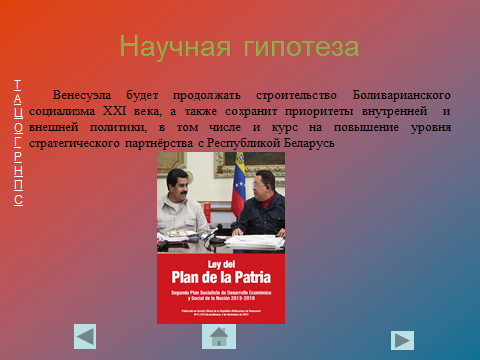 Научная гипотеза
Т
А
Ц
О
Г
Р
Н
П
С
Венесуэла будет продолжать строительство Боливарианского
социализма XXI века, а также сохранит приоритеты внутренней и
внешней политики, в том числе и курс на повышение уровня
стратегического партнёрства с Республикой Беларусь
Ley del
Plan de la Patria
Segundo Plan Socialista de Desarrollo Económico
y Social de la Nación 2013-2019